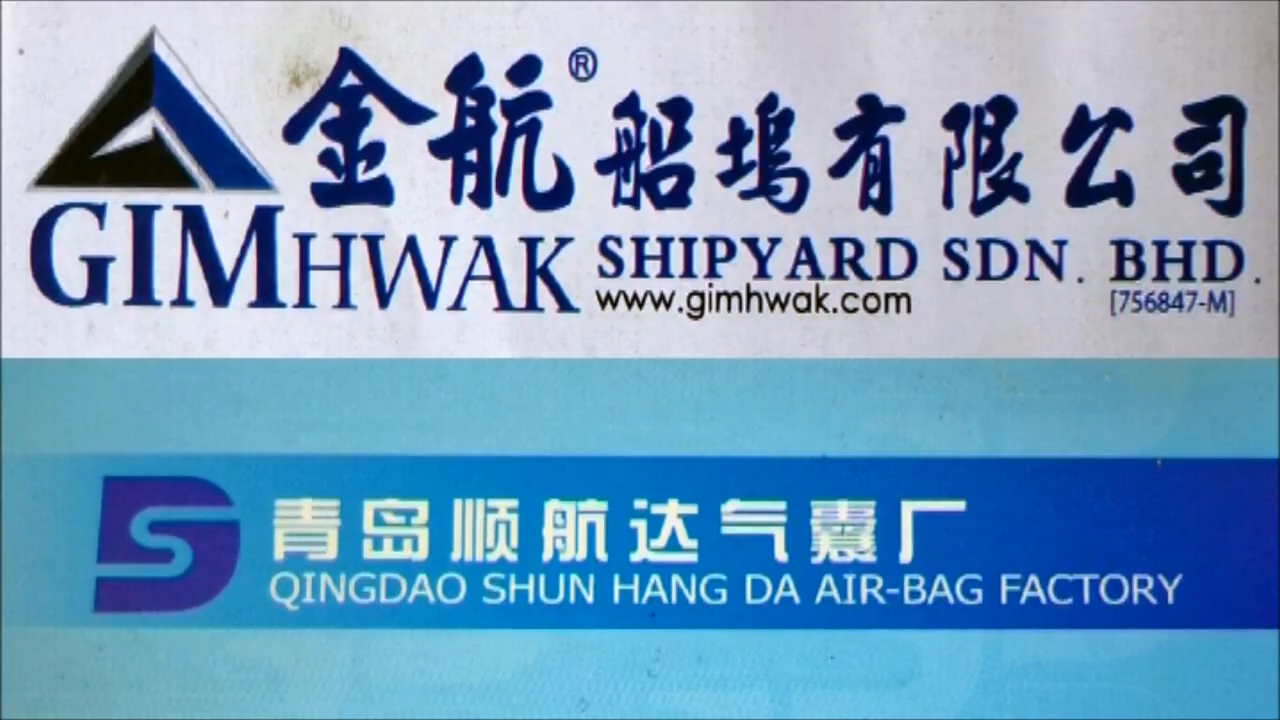 金航® 船塢有限公司
GIMHWAK SHIPYARD SDN. BHD.
www.gimhwak.com [756847-M]
青岛顺航达气囊厂
QINGDAO SHUN HANG DA AIR-BAG FACTORY